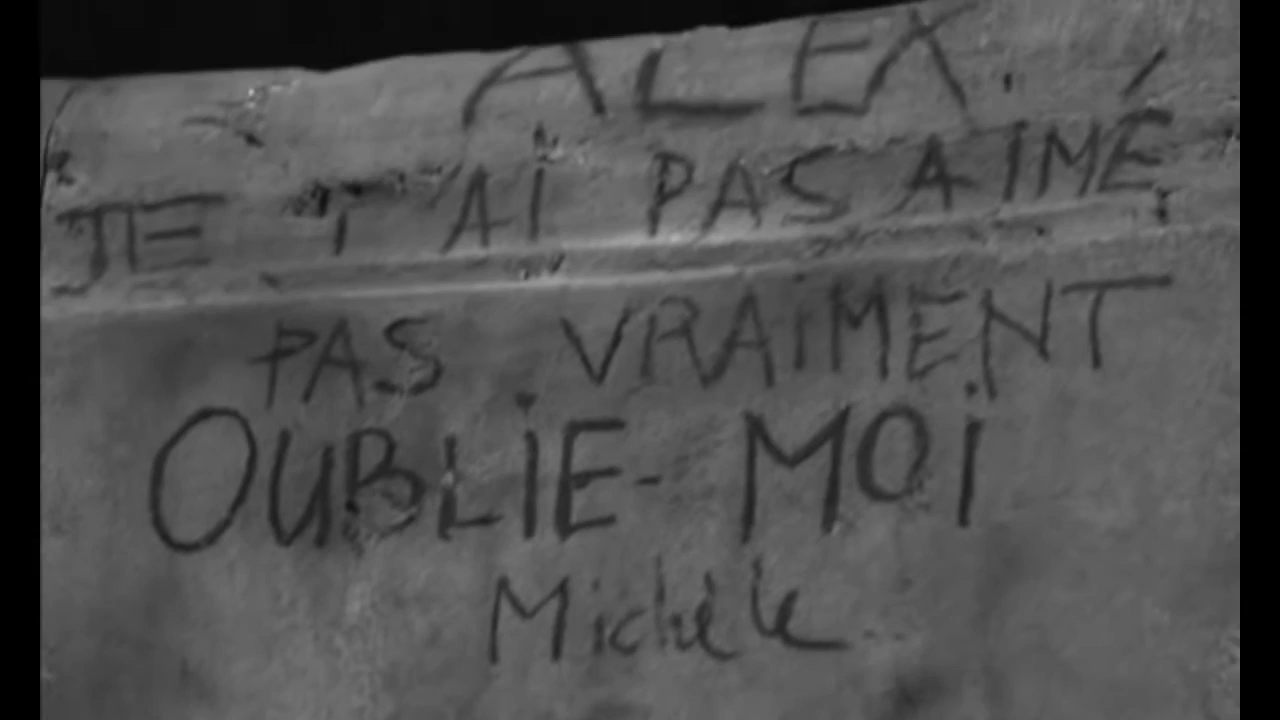 ALEX.
JE T'AI PAS AIMÉ
PAS VRAIMENT
OUBLIE-MOI
Michèle